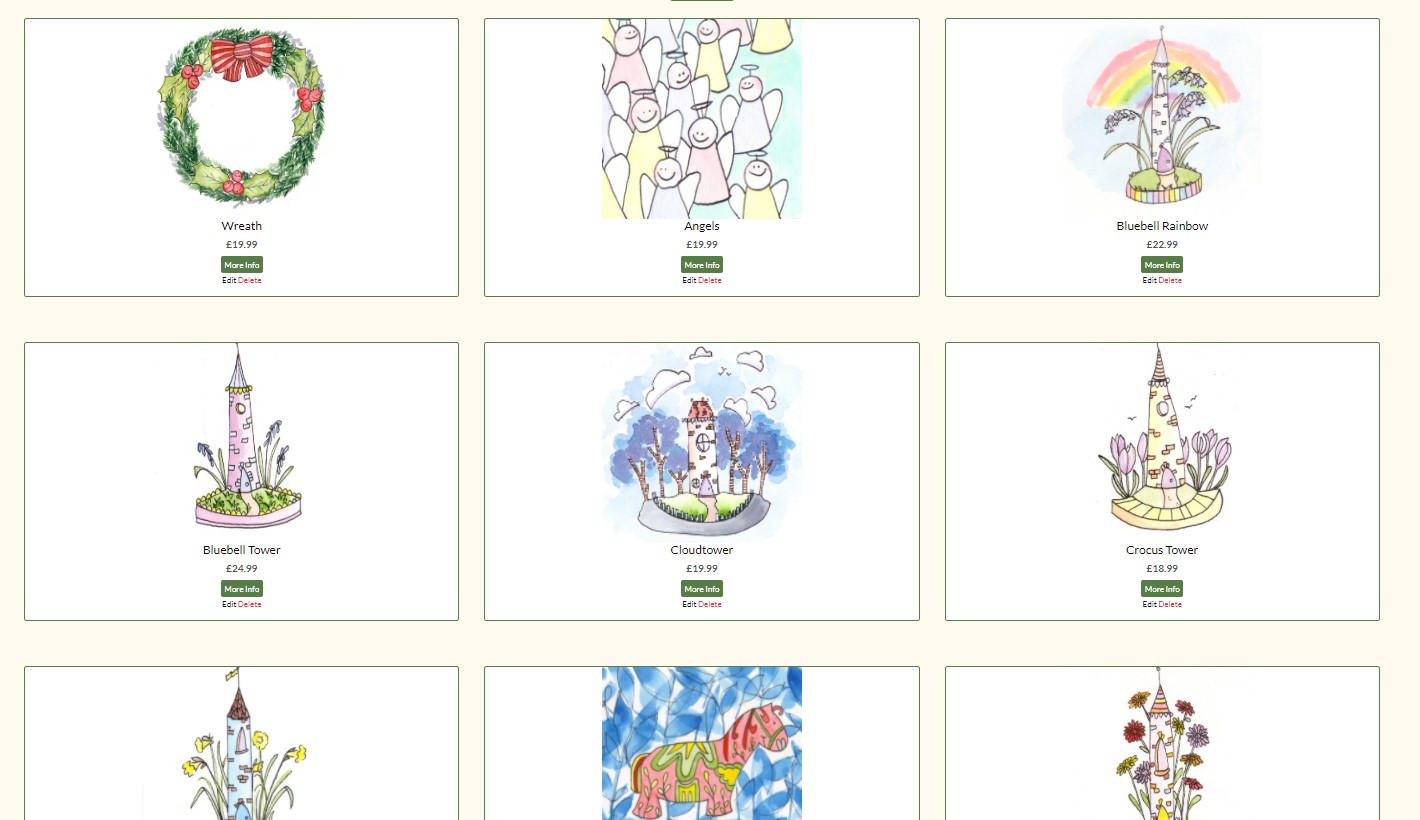 Wreath
£19.99
More Info
Edit Delete
Angels
£19.99
More Info
Edit Delete
Bluebell Rainbow
£22.99
More Info
Edit Delete
Bluebell Tower
£24.99
More Info
Edit Delete
Cloudtower
£19.99
More Info
Edit Delete
Crocus Tower
£18.99
More Info
Edit Delete